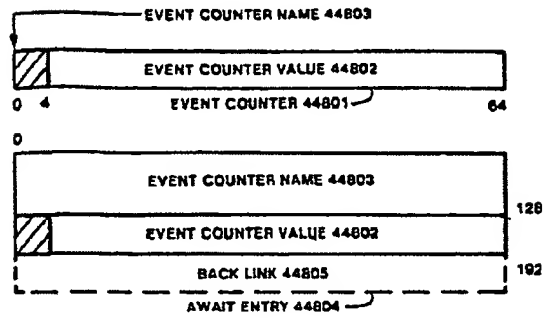 EVENT COUNTER NAME 44803
EVENT COUNTER VALUE 44802
0 4 EVENT COUNTER 44801 64
0
EVENT COUNTER NAME 44803
128
EVENT COUNTER VALUE 44802
BACK LINK 44805 192
AWAIT ENTRY 44804